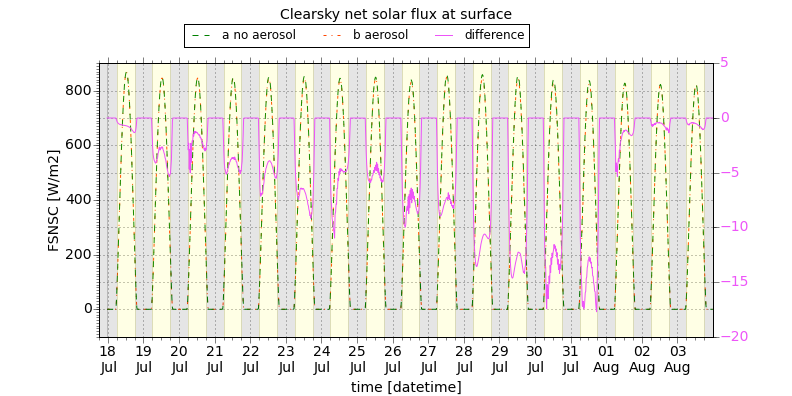 Clearsky net solar flux at surface
a no aerosol b aerosol difference
FSNSC [W/m2]
800
600
400
200
0
5
0
−5
−10
−15
−20
18 19 20 21 22 23 24 25 26 27 28 29 30 31 01 02 03
Jul Jul Jul Jul Jul Jul Jul Jul Jul Jul Jul Jul Jul Jul Aug Aug Aug
time [datetime]